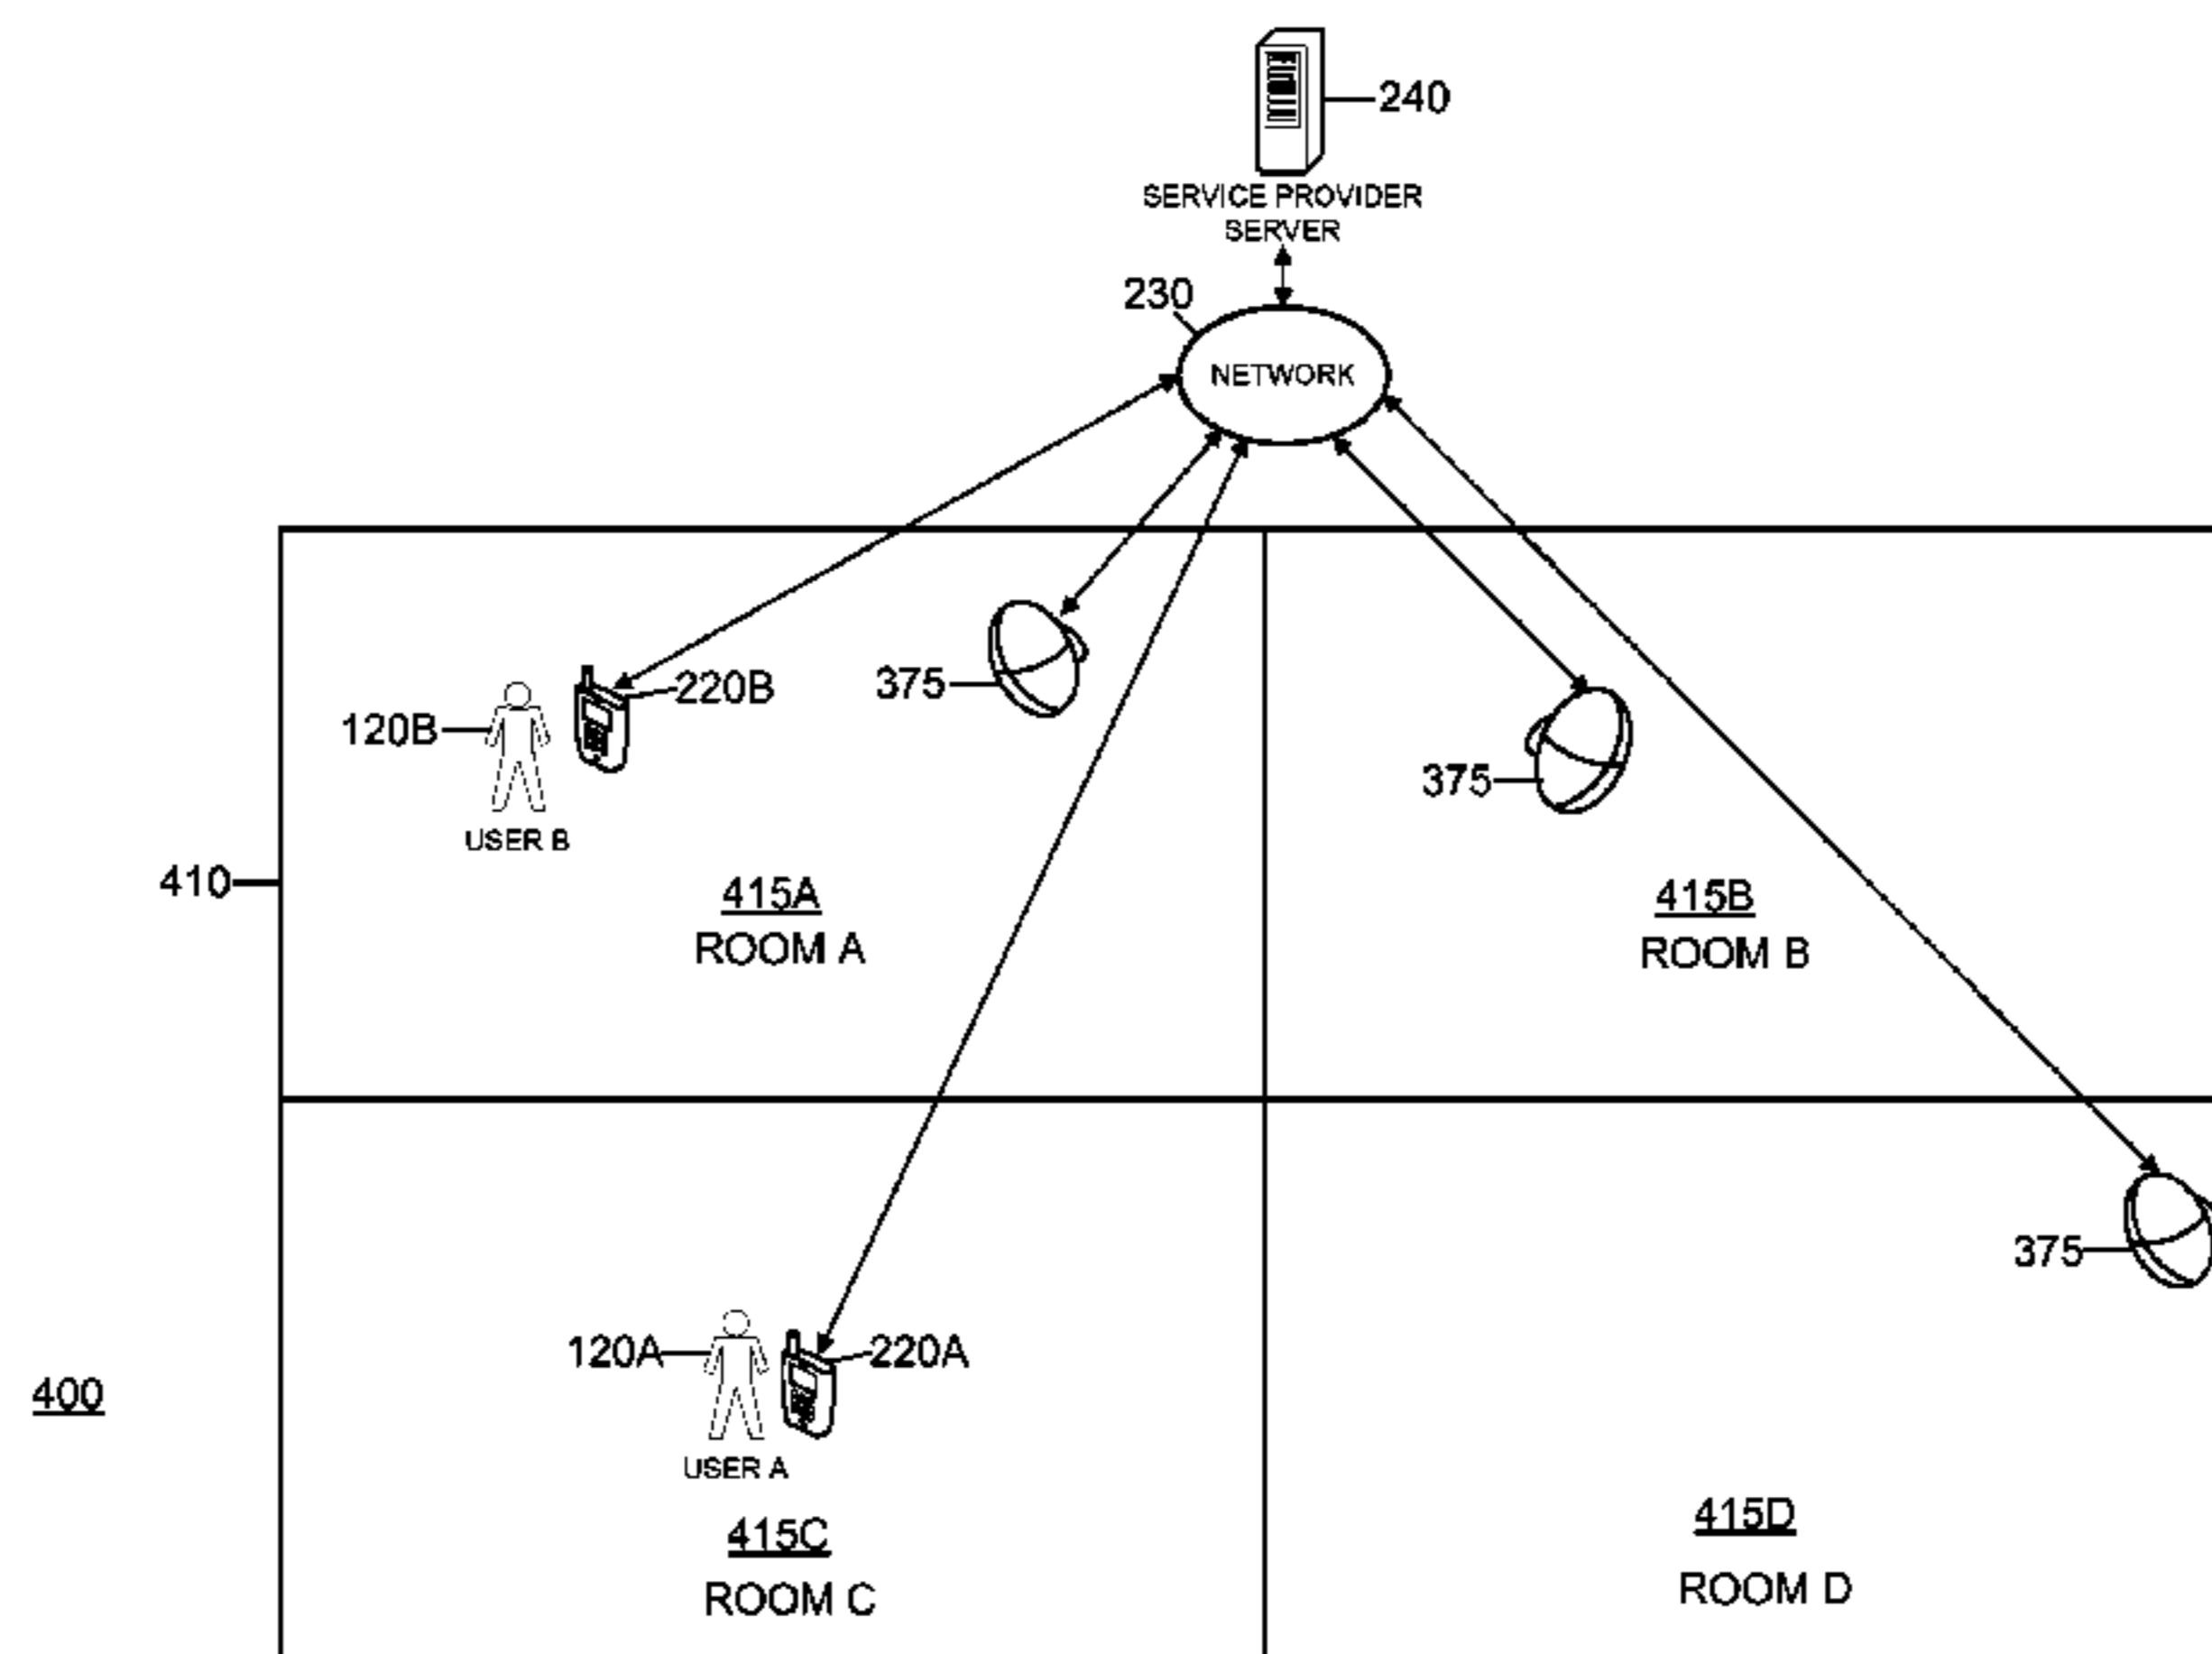 240
SERVICE PROVIDER
SERVER
230
NETWORK
220B
375
120B
375
USER B
410
415A
ROOM A
415B
ROOM B
375
120A
220A
400
USER A
415C
ROOM C
415D
ROOM D